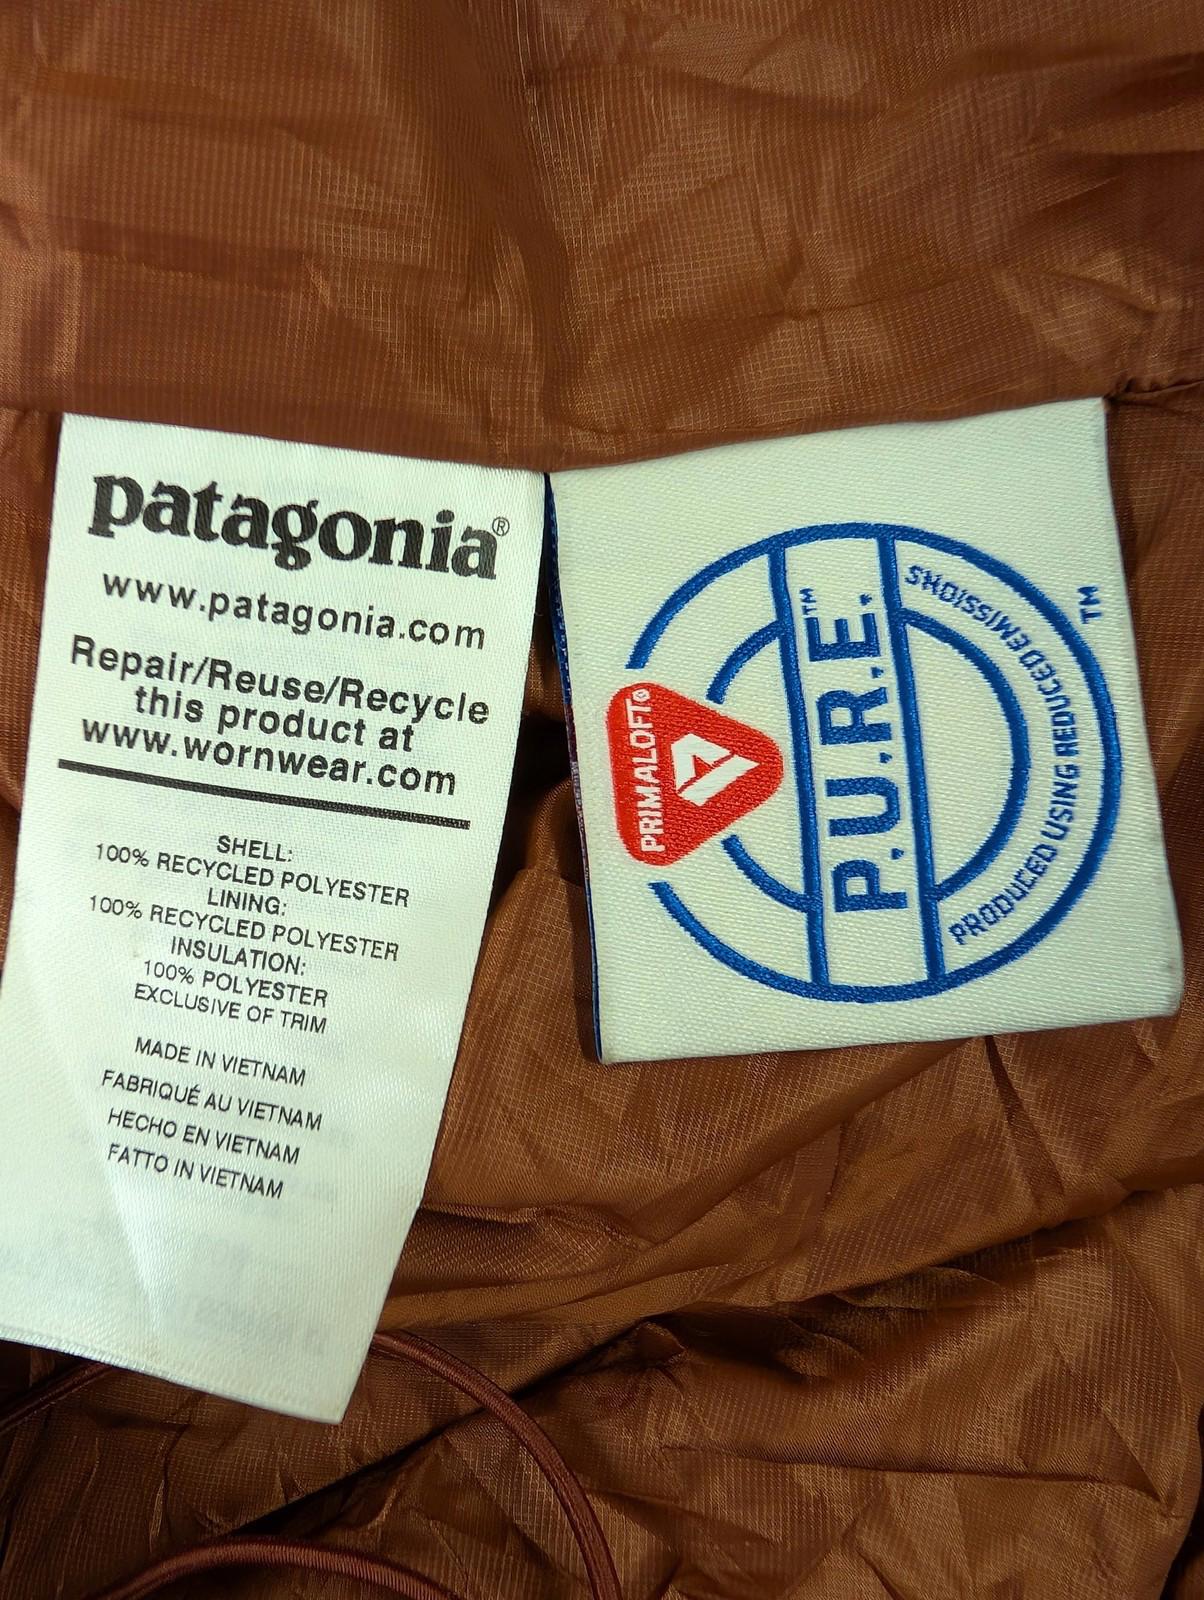 patagonia®
www.patagonia.com
Repair/Reuse/Recycle
this product at
www.wornwear.com
SHELL:
100% RECYCLED POLYESTER
LINING:
100% RECYCLED POLYESTER
INSULATION:
100% POLYESTER
EXCLUSIVE OF TRIM
MADE IN VIETNAM
FABRIQUÉ AU VIETNAM
HECHO EN VIETNAM
FATTO IN VIETNAM
PRIMALOFT®
P.U.R.E.™
PRODUCED USING REDUCED EMISSIONS
™